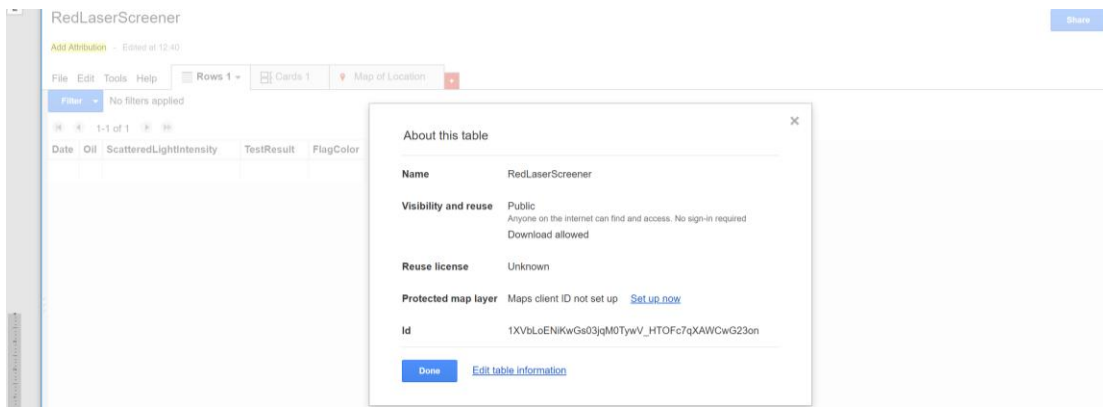 RedLaserScreener
Share
Add Attribution - Edited at 12:40
File Edit Tools Help Rows 1 Cards 1 Map of Location +
Filter No filters applied
1-1 of 1
Date Oil ScatteredLightIntensity TestResult FlagColor
About this table
Name RedLaserScreener
Visibility and reuse Public
Anyone on the internet can find and access. No sign-in required
Download allowed
Reuse license Unknown
Protected map layer Maps client ID not set up Set up now
Id 1XVbLoENiKwGs03jqM0TywV_HTOFc7qXAWCwG23on
Done Edit table information